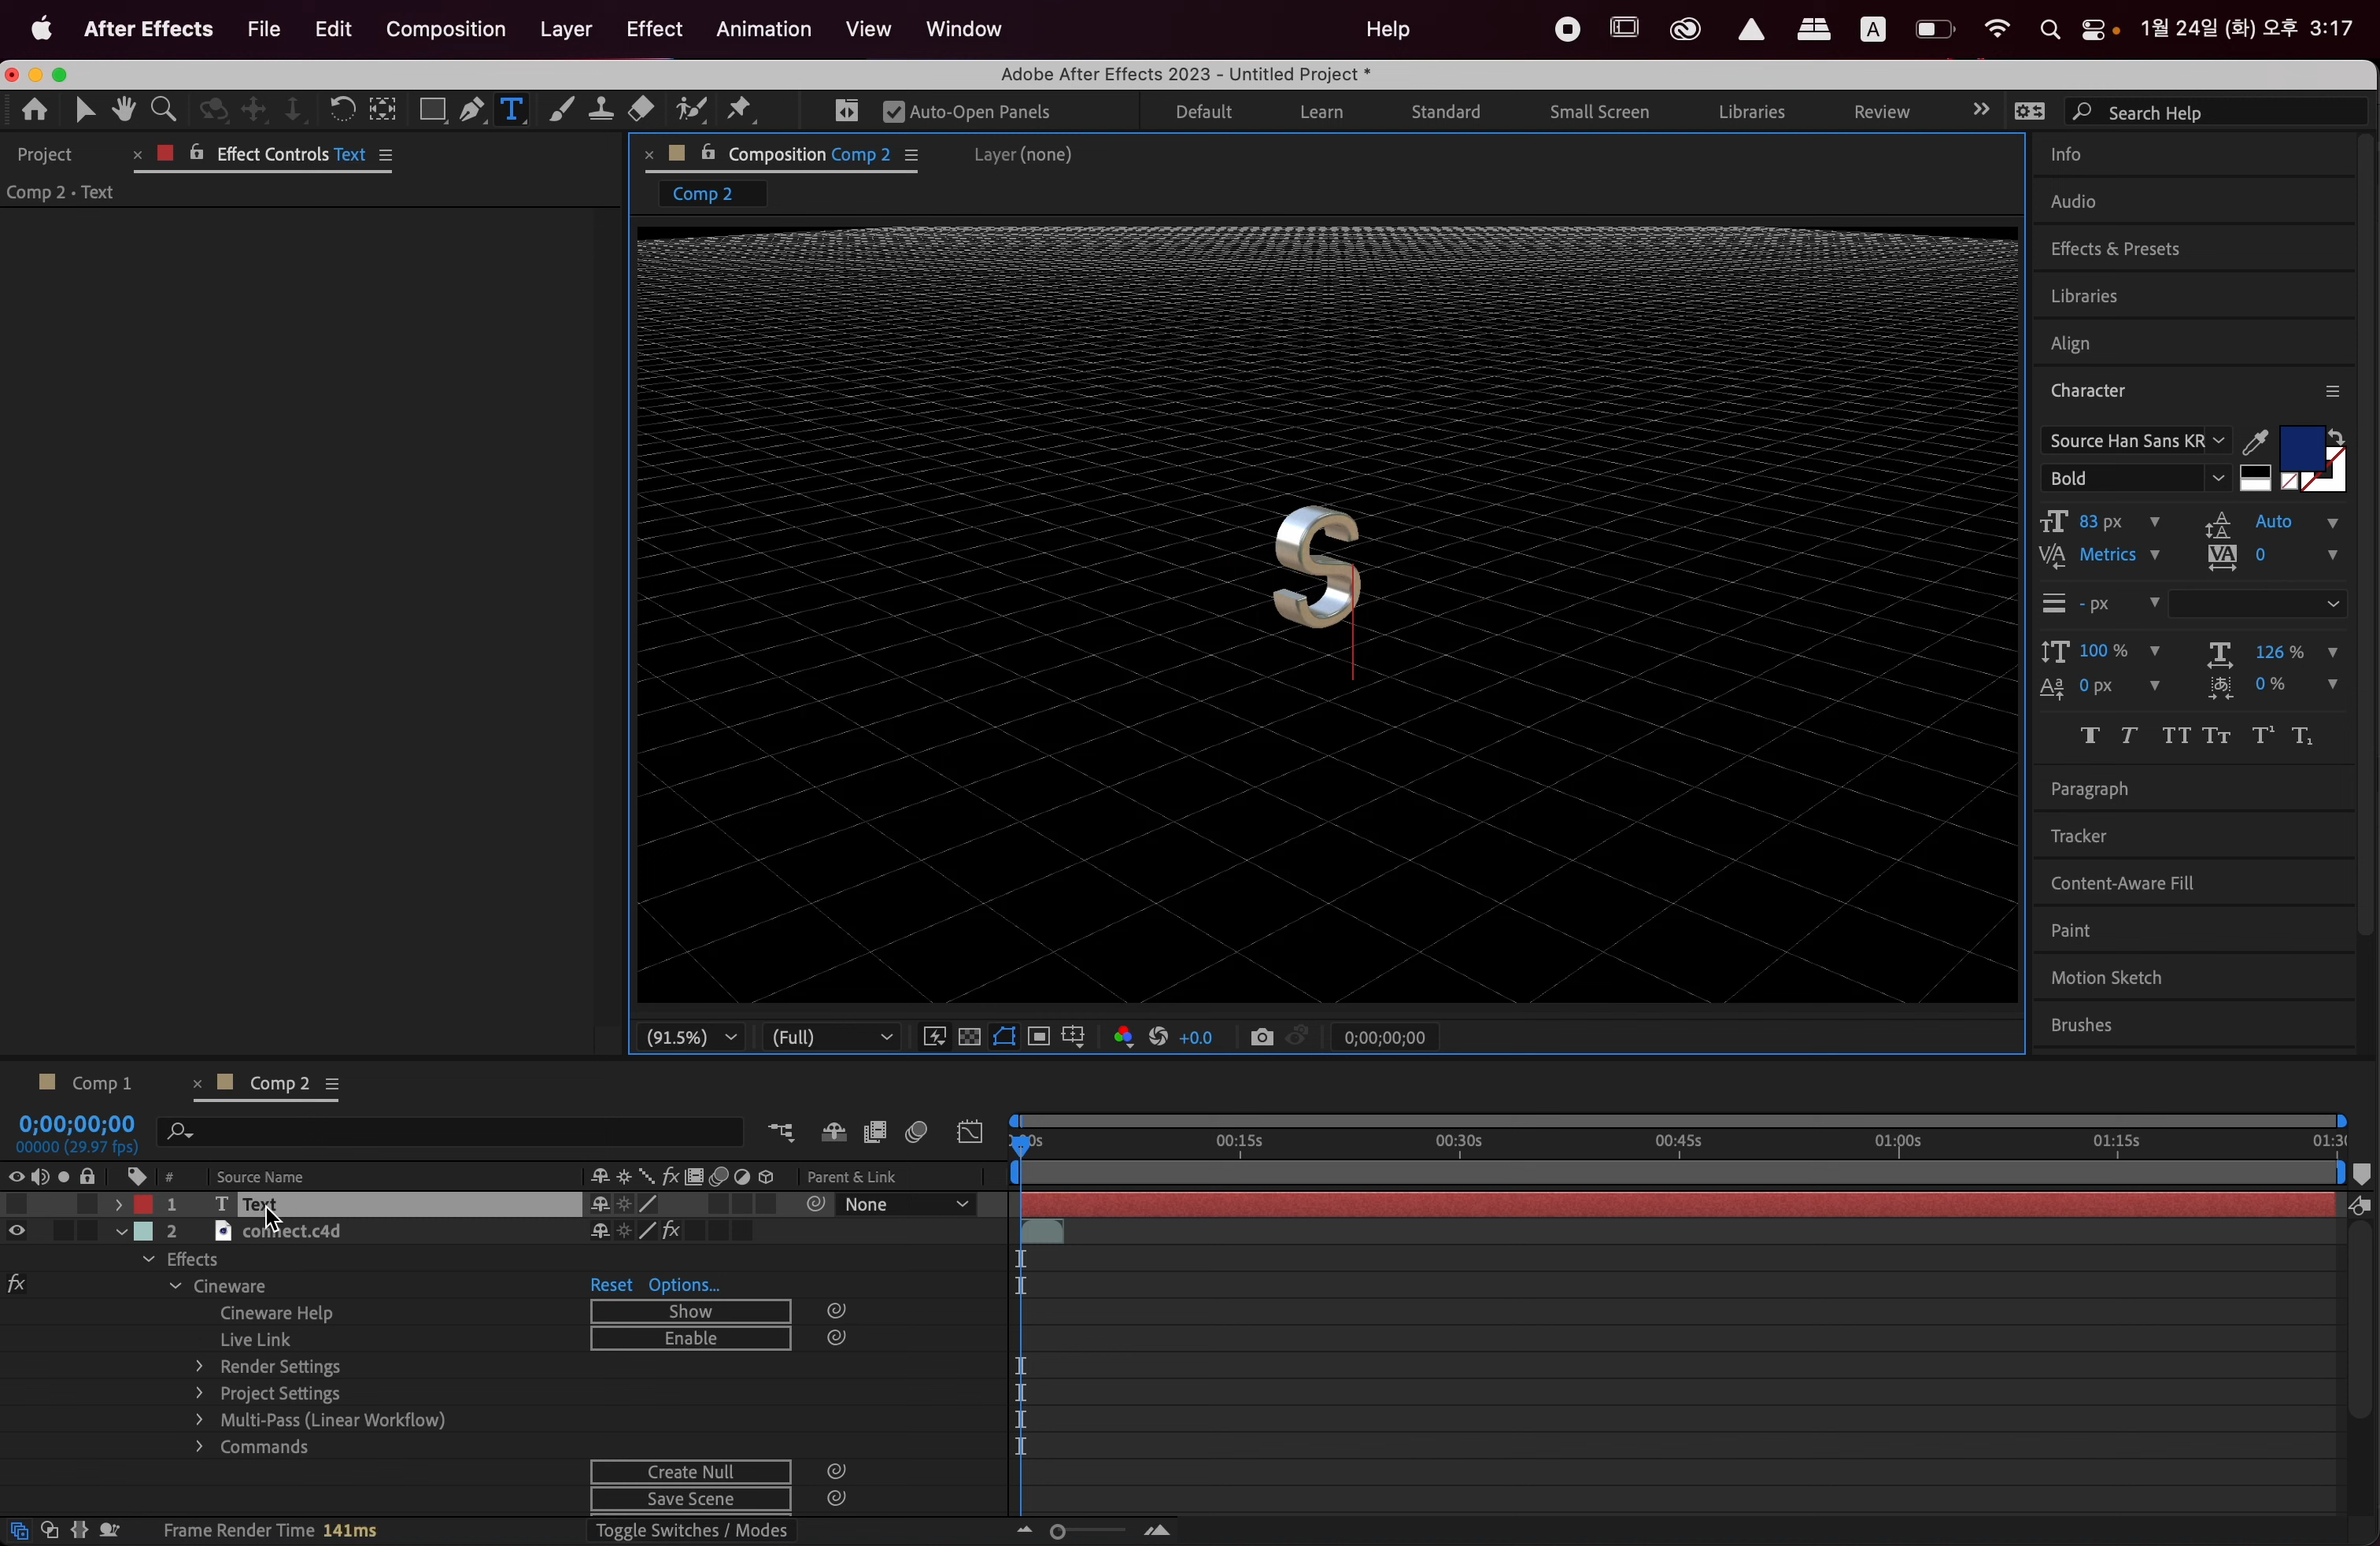 After Effects File Edit Composition Layer Effect Animation View Window Help A 1월 24일 (화) 오후 3:17
Adobe After Effects 2023 - Untitled Project *
Auto-Open Panels Default Learn Standard Small Screen Libraries Review Search Help
Project Effect Controls Text Composition Comp 2 Layer (none) Info
Comp 2 • Text
Comp 2
Audio
Effects & Presets
Libraries
Align
Character
Source Han Sans KR
Bold
83 px Auto
Metrics 0
- px
100 % 126 %
0 px 0 %
S
Paragraph
Tracker
Content-Aware Fill
Paint
Motion Sketch
Brushes
(91.5%) (Full) +0.0 0;00;00;00
Comp 1 Comp 2
0;00;00;00
00000 (29.97 fps)
00:15s 00:30s 00:45s 01:00s 01:15s
# Source Name Parent & Link
1 T Text None
2 connect.c4d
Effects
fx Cineware Reset Options...
Cineware Help Show
Live Link Enable
Render Settings
Project Settings
Multi-Pass (Linear Workflow)
Commands
Create Null
Save Scene
Frame Render Time 141ms Toggle Switches / Modes